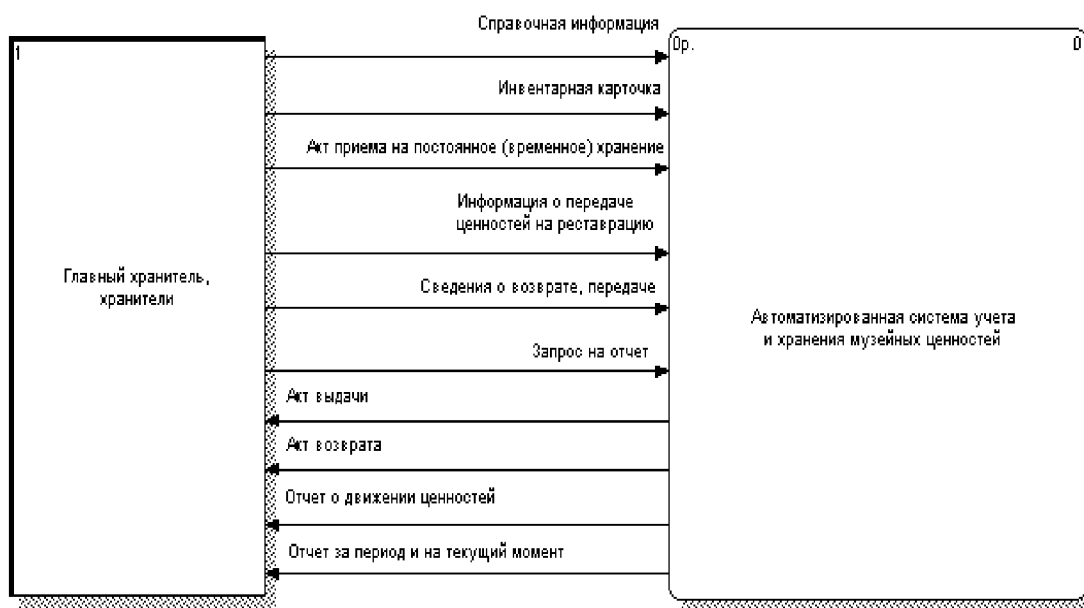 Справочная информация
1
0р.
0
Инвентарная карточка
Акт приема на постоянное (временное) хранение
Информация о передаче
ценностей на реставрацию
Главный хранитель,
хранители
Сведения о возврате, передаче
Автоматизированная система учета
и хранения музейных ценностей
Запрос на отчет
Акт выдачи
Акт возврата
Отчет о движении ценностей
Отчет за период и на текущий момент